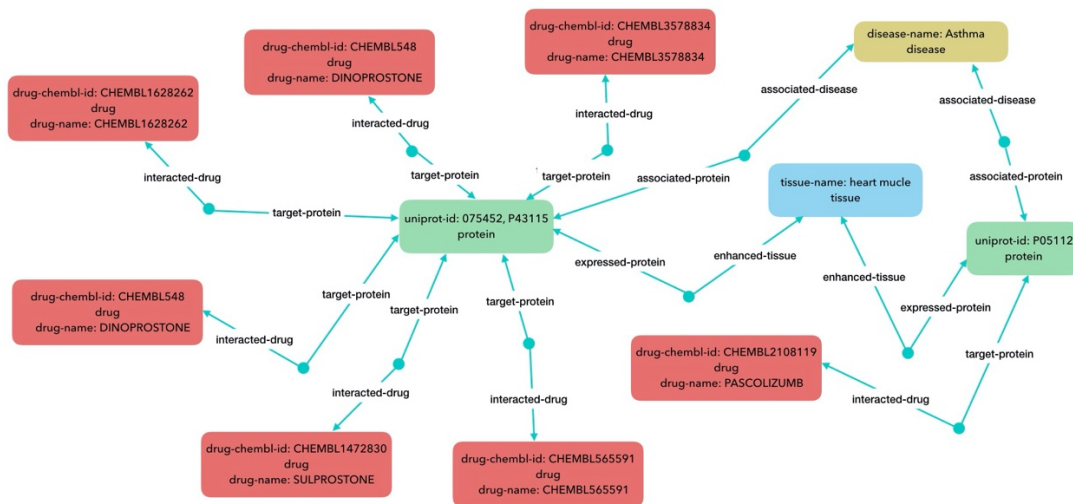 drug-chembl-id: CHEMBL3578834
drug
drug-name: CHEMBL3578834
disease-name: Asthma
disease
drug-chembl-id: CHEMBL548
drug
drug-name: DINOPROSTONE
drug-chembl-id: CHEMBL1628262
drug
drug-name: CHEMBL1628262
associated-disease
associated-disease
interacted-drug
interacted-drug
interacted-drug
target-protein
target-protein
associated-protein
associated-protein
tissue-name: heart mucle
tissue
target-protein
uniprot-id: 075452, P43115
protein
uniprot-id: P05112
protein
expressed-protein
enhanced-tissue
enhanced-tissue
target-protein
target-protein
target-protein
expressed-protein
drug-chembl-id: CHEMBL548
drug
drug-name: DINOPROSTONE
interacted-drug
target-protein
drug-chembl-id: CHEMBL2108119
drug
drug-name: PASCOLIZUMB
interacted-drug
interacted-drug
interacted-drug
drug-chembl-id: CHEMBL1472830
drug
drug-name: SULPROSTONE
drug-chembl-id: CHEMBL565591
drug
drug-name: CHEMBL565591